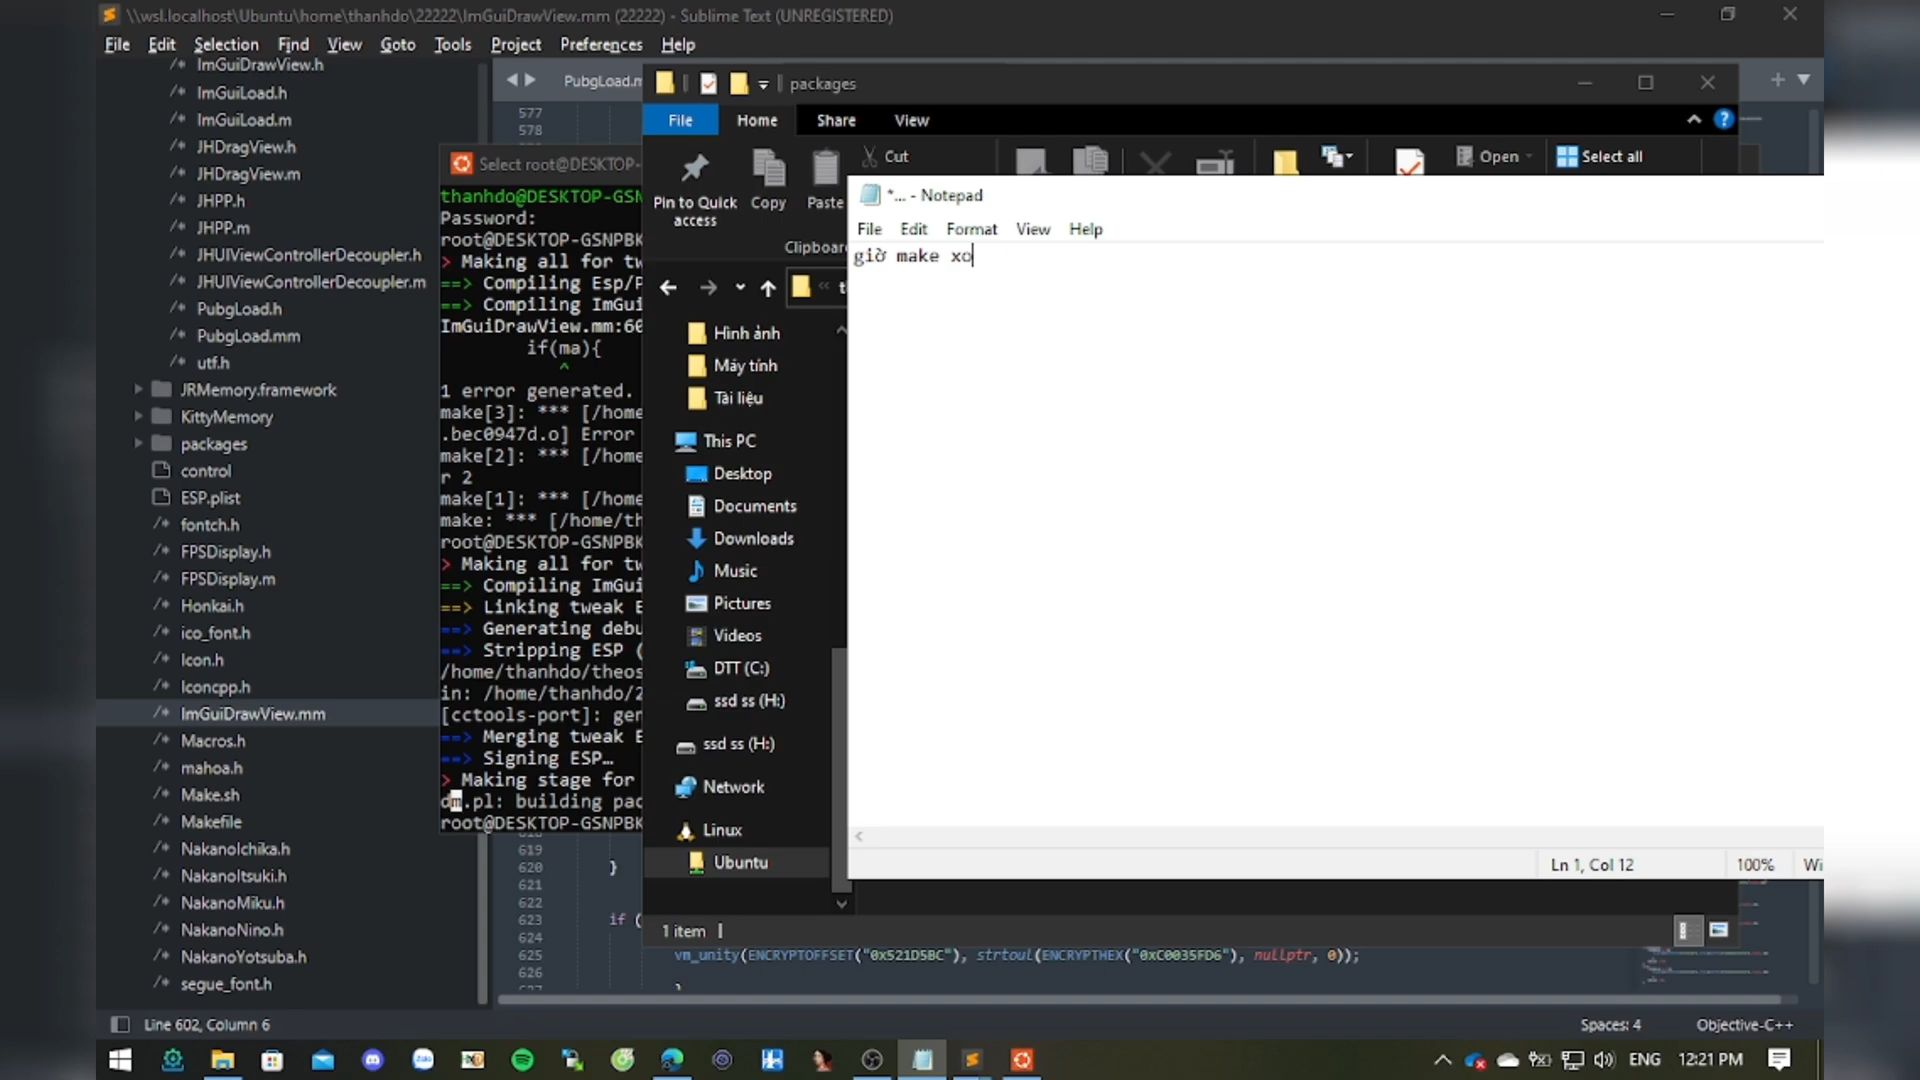 \\wsl.localhost\Ubuntu\home\thanhdo\22222\ImGuiDrawView.mm (22222) - Sublime Text (UNREGISTERED)
File Edit Selection Find View Goto Tools Project Preferences Help
ImGuiDrawView.h
ImGuiLoad.h
ImGuiLoad.m
JHDragView.h
JHDragView.m
JHPP.h
JHPP.m
JHUIViewControllerDecoupler.h
JHUIViewControllerDecoupler.m
PubgLoad.h
PubgLoad.mm
utf.h
JRMemory.framework
KittyMemory
packages
control
ESP.plist
fontch.h
FPSDisplay.h
FPSDisplay.m
Honkai.h
ico_font.h
Icon.h
Iconcpp.h
ImGuiDrawView.mm
Macros.h
mahoa.h
Make.sh
Makefile
NakanoIchika.h
NakanoItsuki.h
NakanoMiku.h
NakanoNino.h
NakanoYotsuba.h
segue_font.h
PubgLoad.m
577
578
Select root@DESKTOP-
thanhdo@DESKTOP-GSN
Password:
root@DESKTOP-GSNPBK
> Making all for tw
==> Compiling Esp/P
==> Compiling ImGui
ImGuiDrawView.mm:60
if(ma){
^
1 error generated.
make[3]: *** [/home
.bec0947d.o] Error
make[2]: *** [/home
r 2
make[1]: *** [/home
make: *** [/home/th
root@DESKTOP-GSNPBK
> Making all for tw
==> Compiling ImGui
==> Linking tweak E
==> Generating debu
==> Stripping ESP (
/home/thanhdo/theos
in: /home/thanhdo/2
[cctools-port]: gen
==> Merging tweak E
==> Signing ESP…
> Making stage for
dm.pl: building pac
root@DESKTOP-GSNPBK
619
620 }
621
622
623 if (
624
625 vm_unity(ENCRYPTOFFSET("0x521D5BC"), strtoul(ENCRYPTHEX("0xC0035FD6"), nullptr, 0));
626
packages
File Home Share View
Pin to Quick access
Copy
Paste
Cut
Open
Select all
Clipboar
Hình ảnh
Máy tính
Tài liệu
This PC
Desktop
Documents
Downloads
Music
Pictures
Videos
DTT (C:)
ssd ss (H:)
ssd ss (H:)
Network
Linux
Ubuntu
1 item
*... - Notepad
File Edit Format View Help
giờ make xo
Ln 1, Col 12
100%
Wi
Line 602, Column 6
Spaces: 4
Objective-C++
Zalo
ENG
12:21 PM